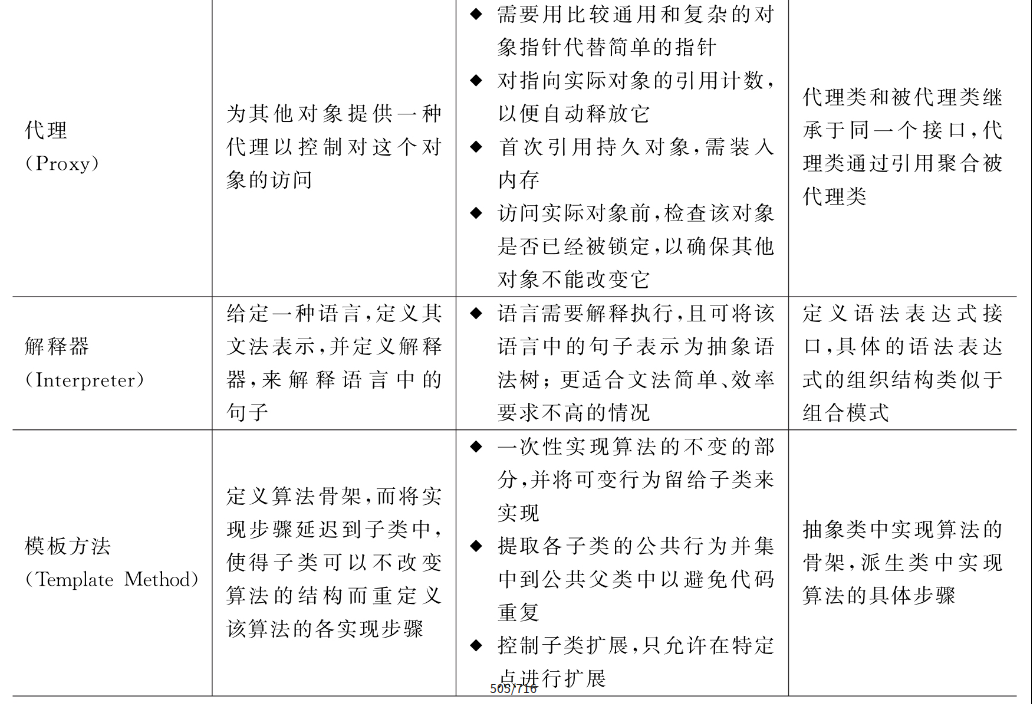 代理
(Proxy)
为其他对象提供一种
代理以控制对这个对
象的访问
◆ 需要用比较通用和复杂的对
象指针代替简单的指针
◆ 对指向实际对象的引用计数,
以便自动释放它
◆ 首次引用持久对象,需装入
内存
◆ 访问实际对象前,检查该对象
是否已经被锁定,以确保其他
对象不能改变它
代理类和被代理类继
承于同一个接口,代
理类通过引用聚合被
代理类
解释器
(Interpreter)
给定一种语言,定义其
文法表示,并定义解释
器,来解释语言中的
句子
◆ 语言需要解释执行,且可将该
语言中的句子表示为抽象语
法树;更适合文法简单、效率
要求不高的情况
定义语法表达式接
口,具体的语法表达
式的组织结构类似于
组合模式
模板方法
(Template Method)
定义算法骨架,而将实
现步骤延迟到子类中,
使得子类可以不改变
算法的结构而重定义
该算法的各实现步骤
◆ 一次性实现算法的不变的部
分,并将可变行为留给子类来
实现
◆ 提取各子类的公共行为并集
中到公共父类中以避免代码
重复
◆ 控制子类扩展,只允许在特定
点进行扩展
抽象类中实现算法的
骨架,派生类中实现
算法的具体步骤
505/716